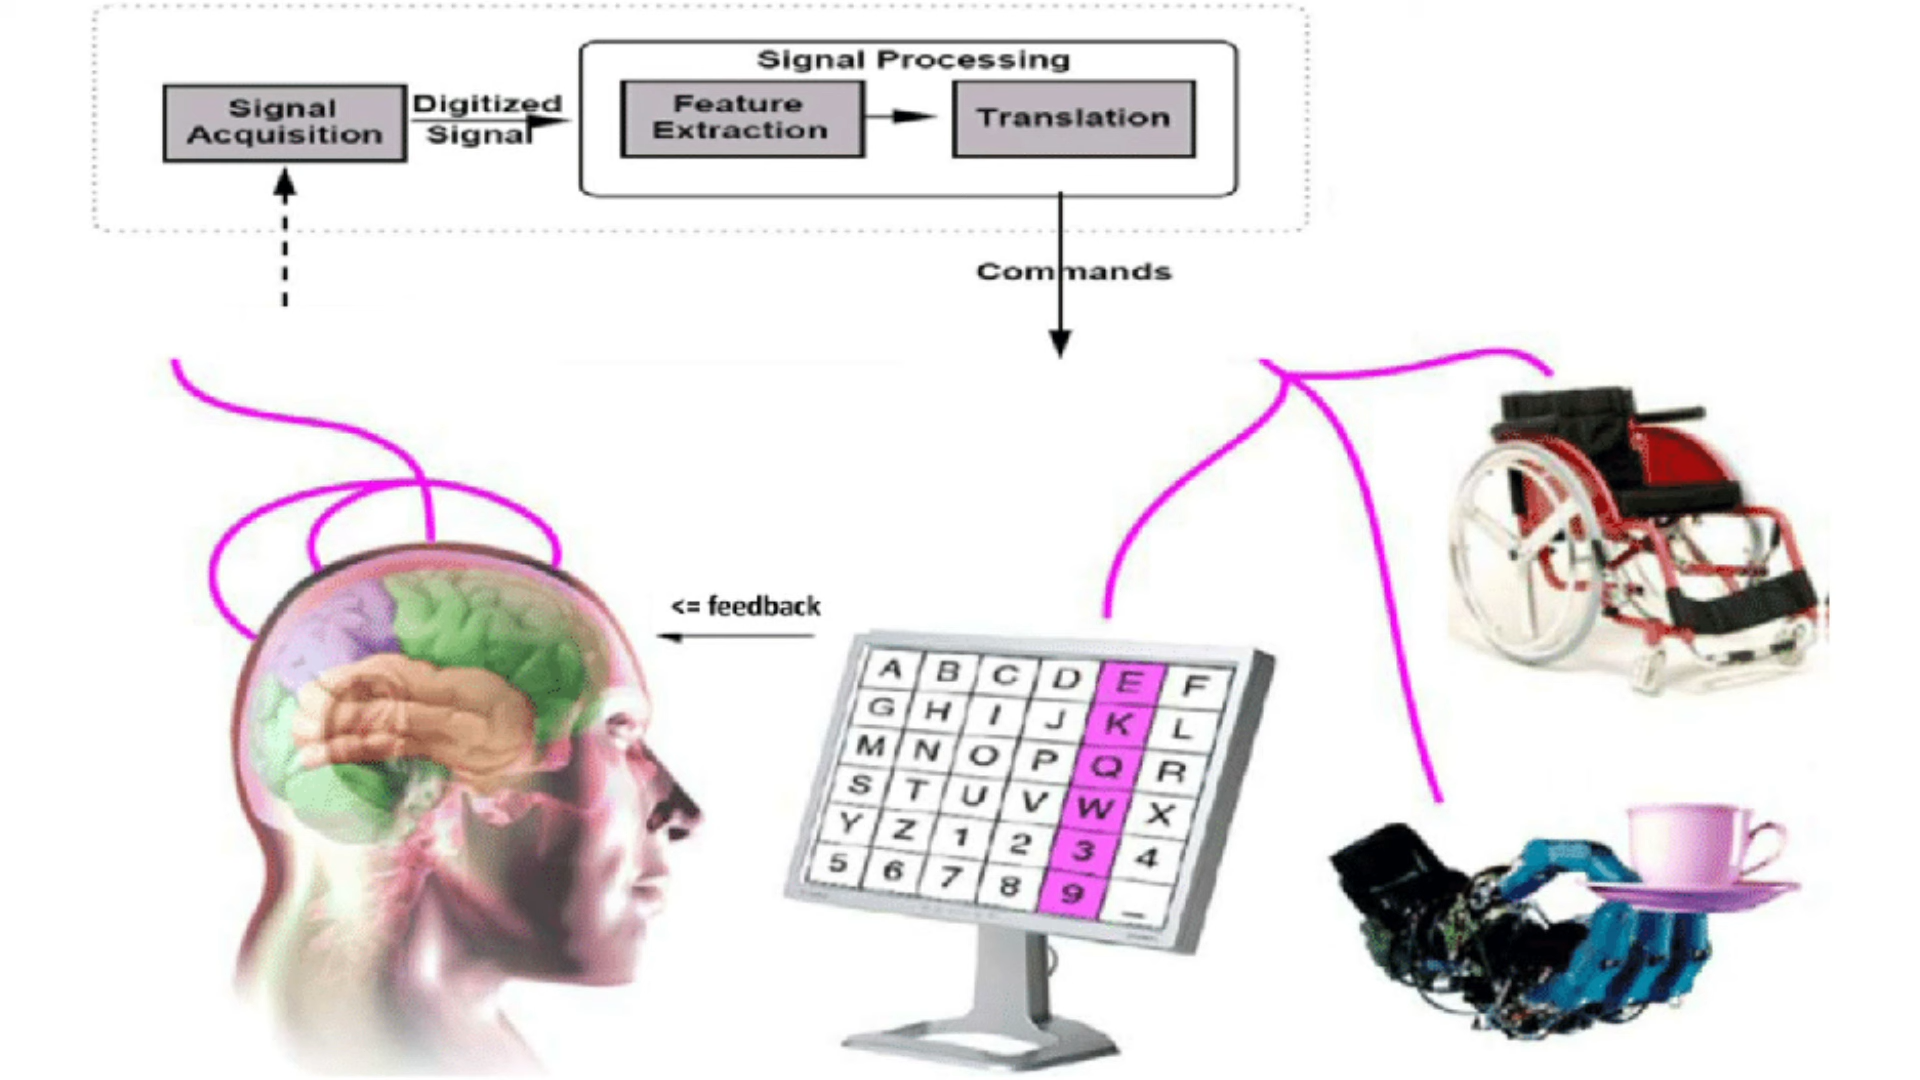 Signal Processing
Signal
Acquisition
Digitized
Signal
Feature
Extraction
Translation
Commands
<= feedback
A B C D E F
G H I J K L
M N O P Q R
S T U V W X
Y Z 1 2 3 4
5 6 7 8 9 _